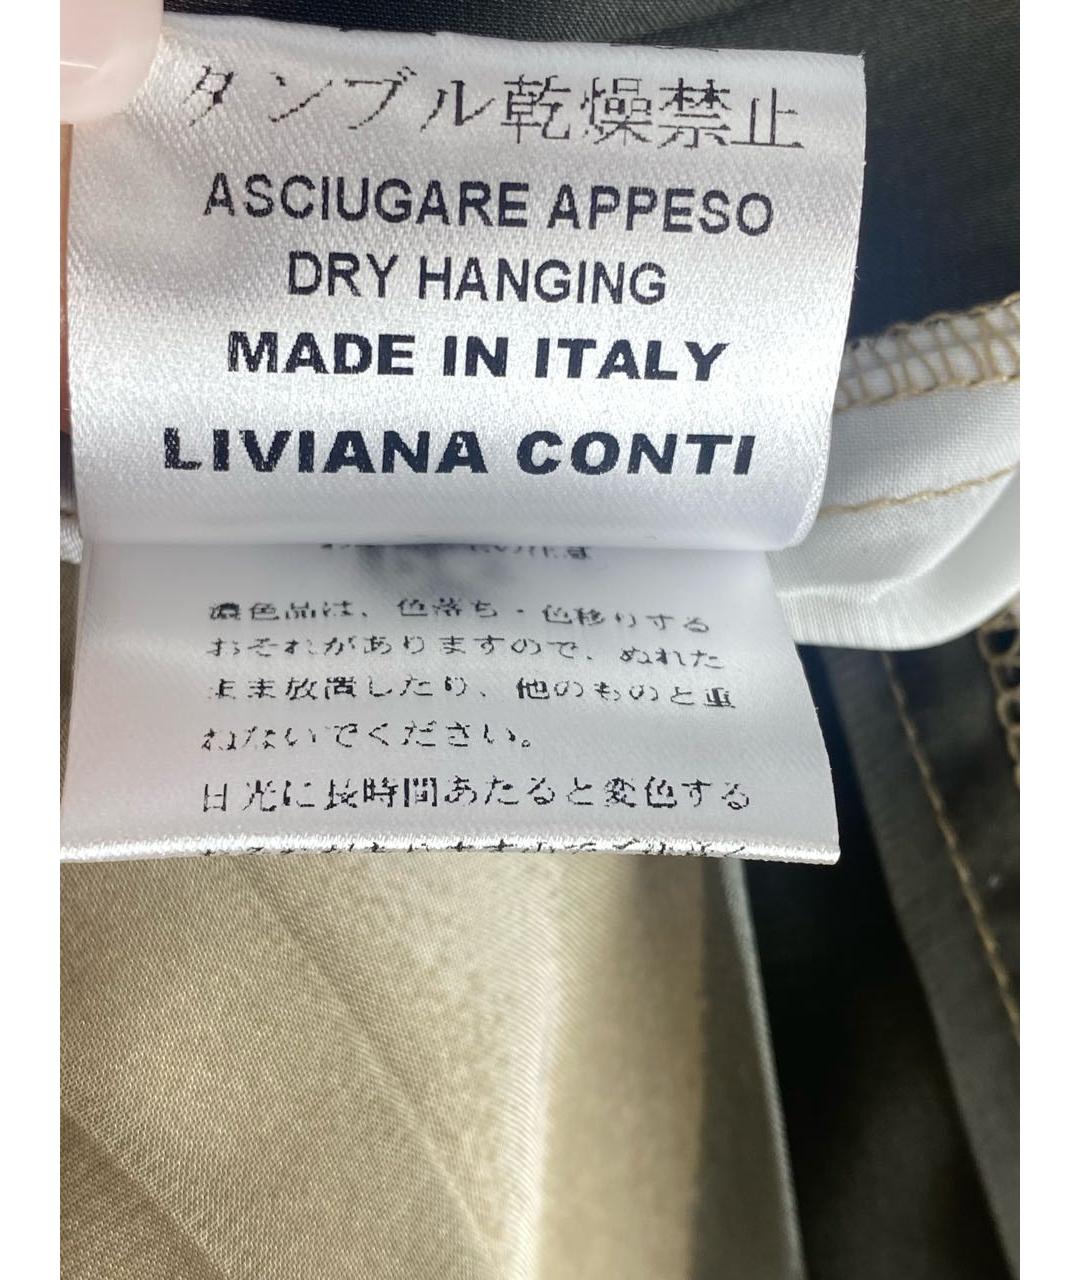 タンブル乾燥禁止
ASCIUGARE APPESO
DRY HANGING
MADE IN ITALY
LIVIANA CONTI
濃色品は、色落ち・色移りする
おそれがありますので、ぬれた
まま放置したり、他のものと重
ねないでください。
日光に長時間あたると変色する